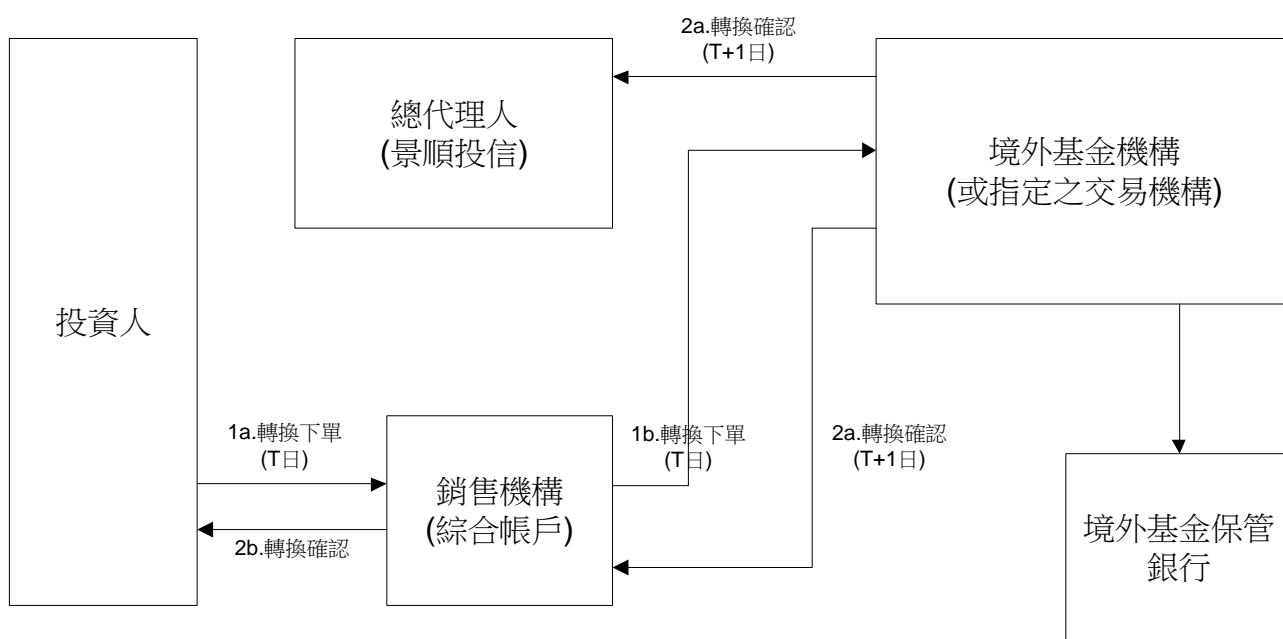 2a.轉換確認
(T+1日)
總代理人
(景順投信)
境外基金機構
(或指定之交易機構)
投資人
1a.轉換下單
(T日)
1b.轉換下單
(T日)
2a.轉換確認
(T+1日)
銷售機構
(綜合帳戶)
2b.轉換確認
境外基金保管
銀行